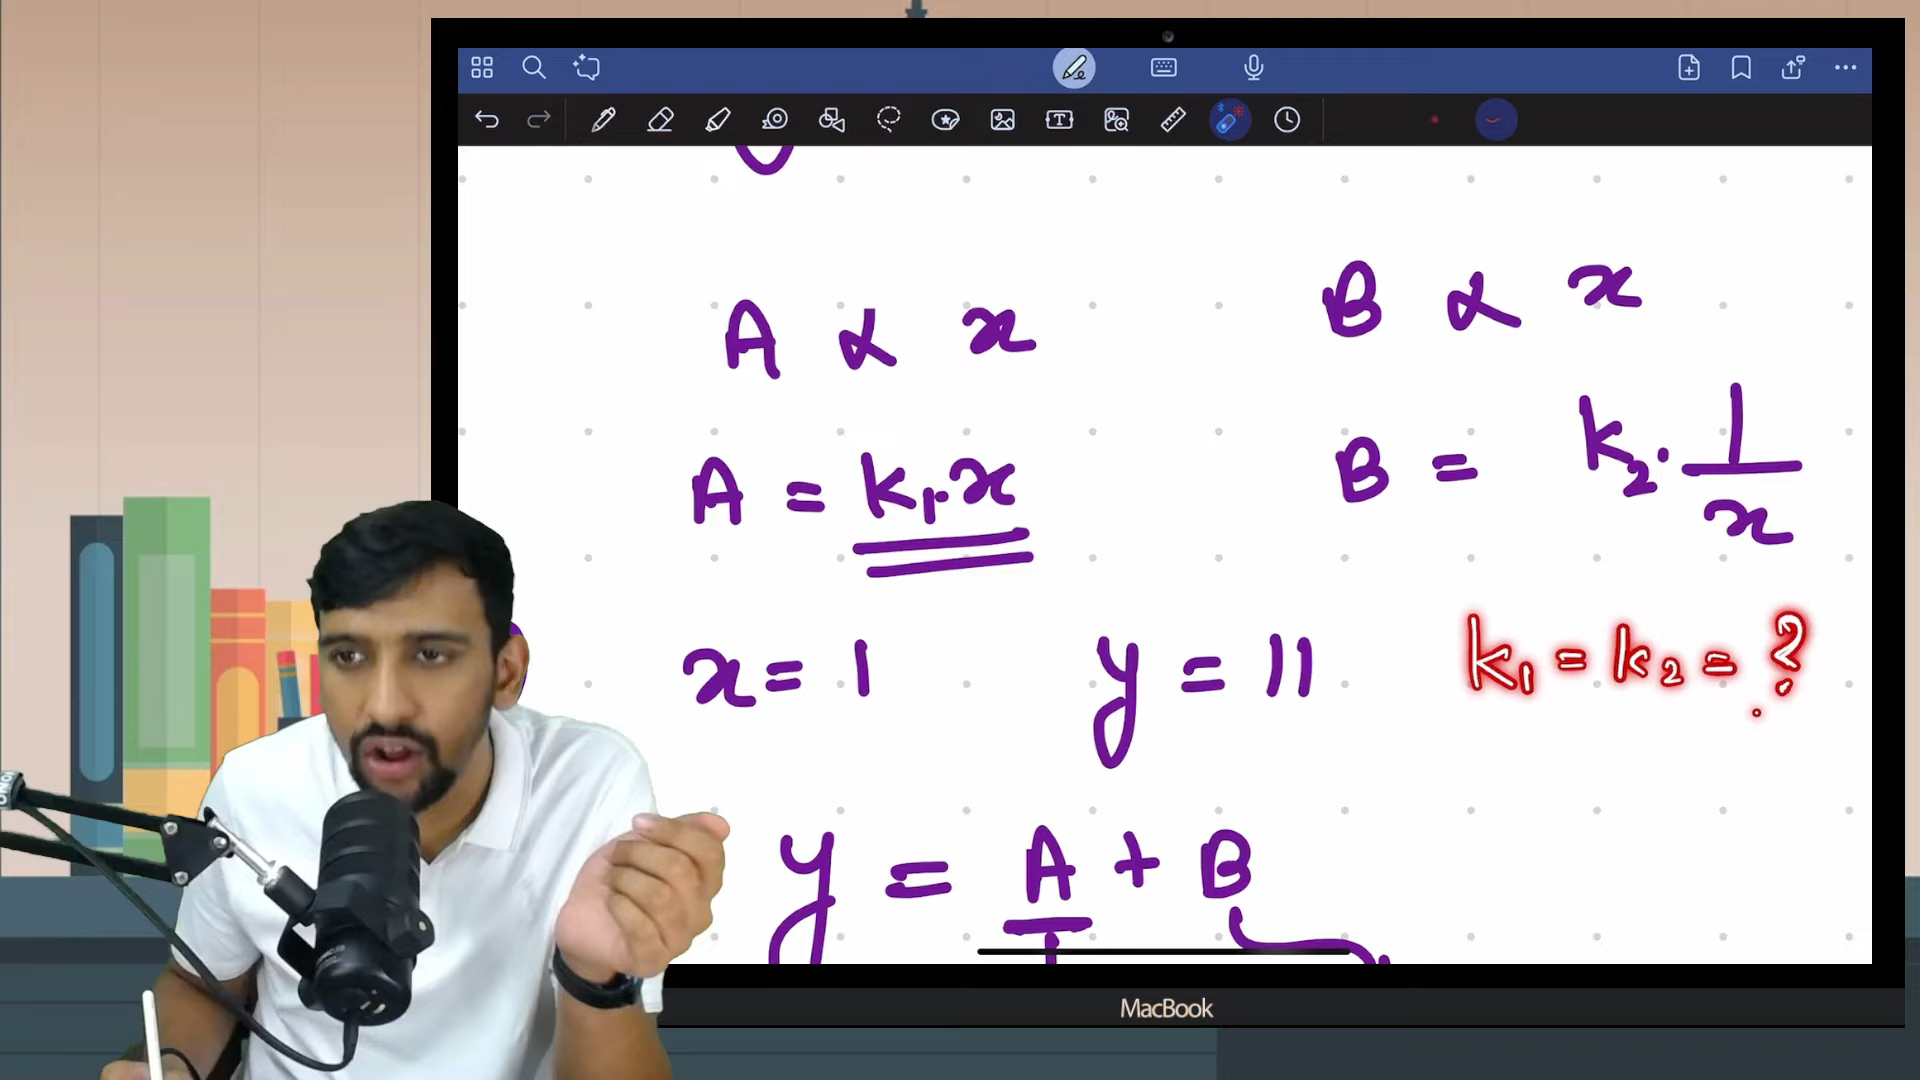 A ∝ x
B ∝ x
A = k₁.x
B = k₂.1/x
x = 1
y = 11
k₁ = k₂ = ?
y = A + B
MacBook